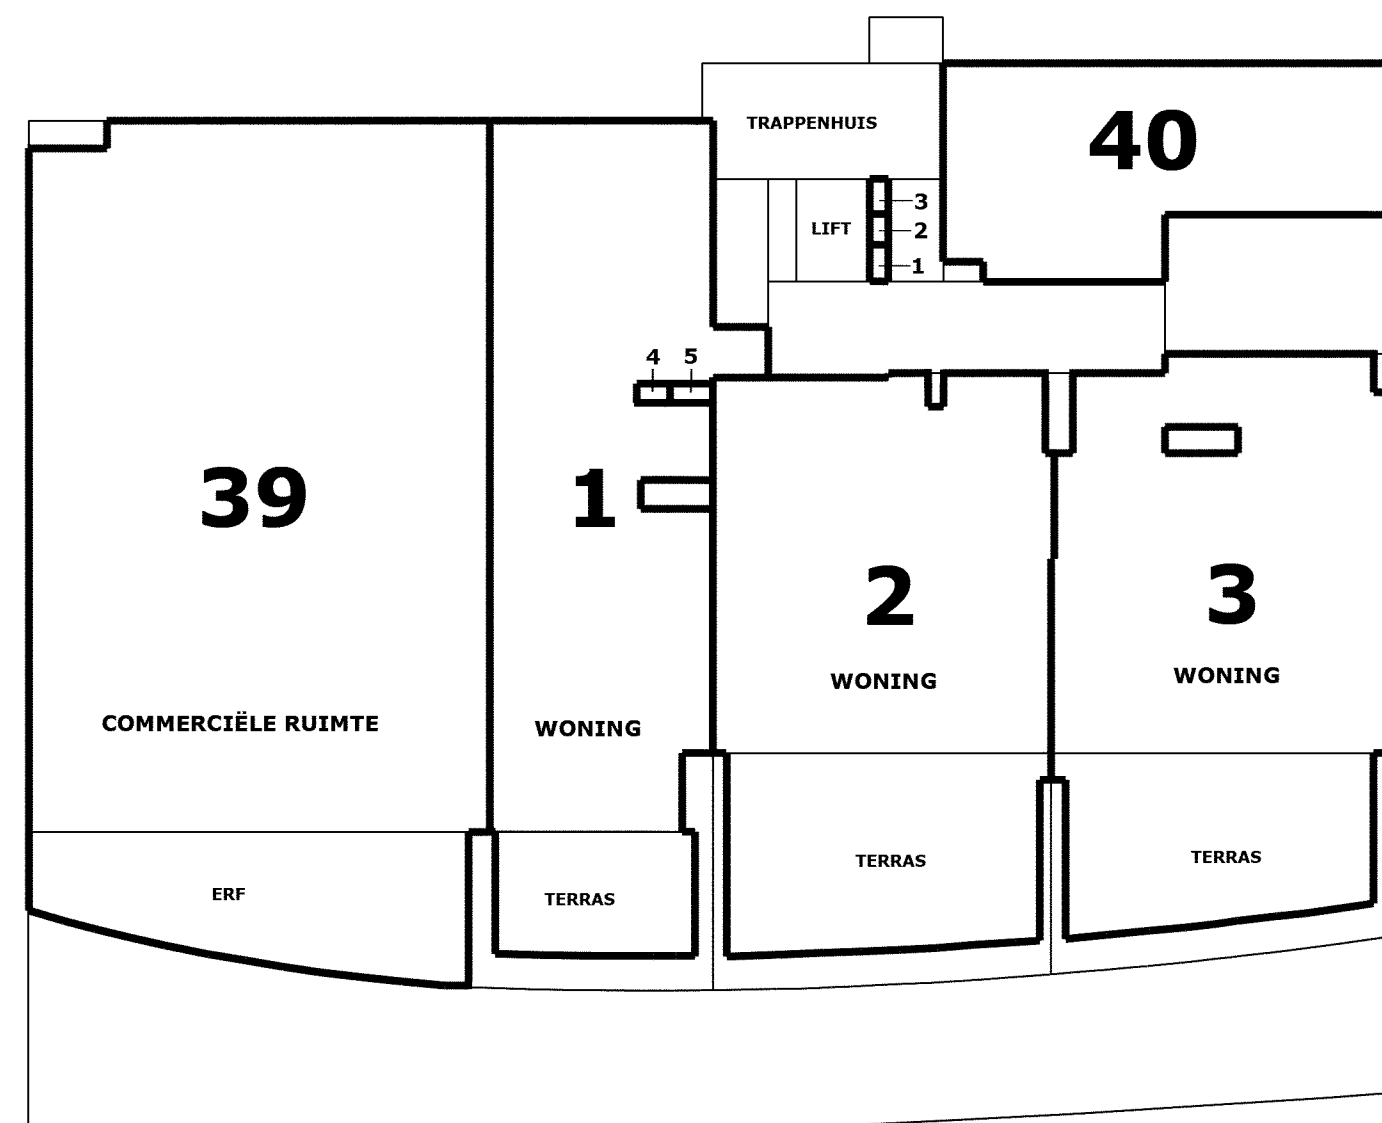 TRAPPENHUIS
40
3
LIFT
2
1
4 5
39
1
2
3
WONING
WONING
COMMERCIËLE RUIMTE
WONING
TERRAS
TERRAS
ERF
TERRAS